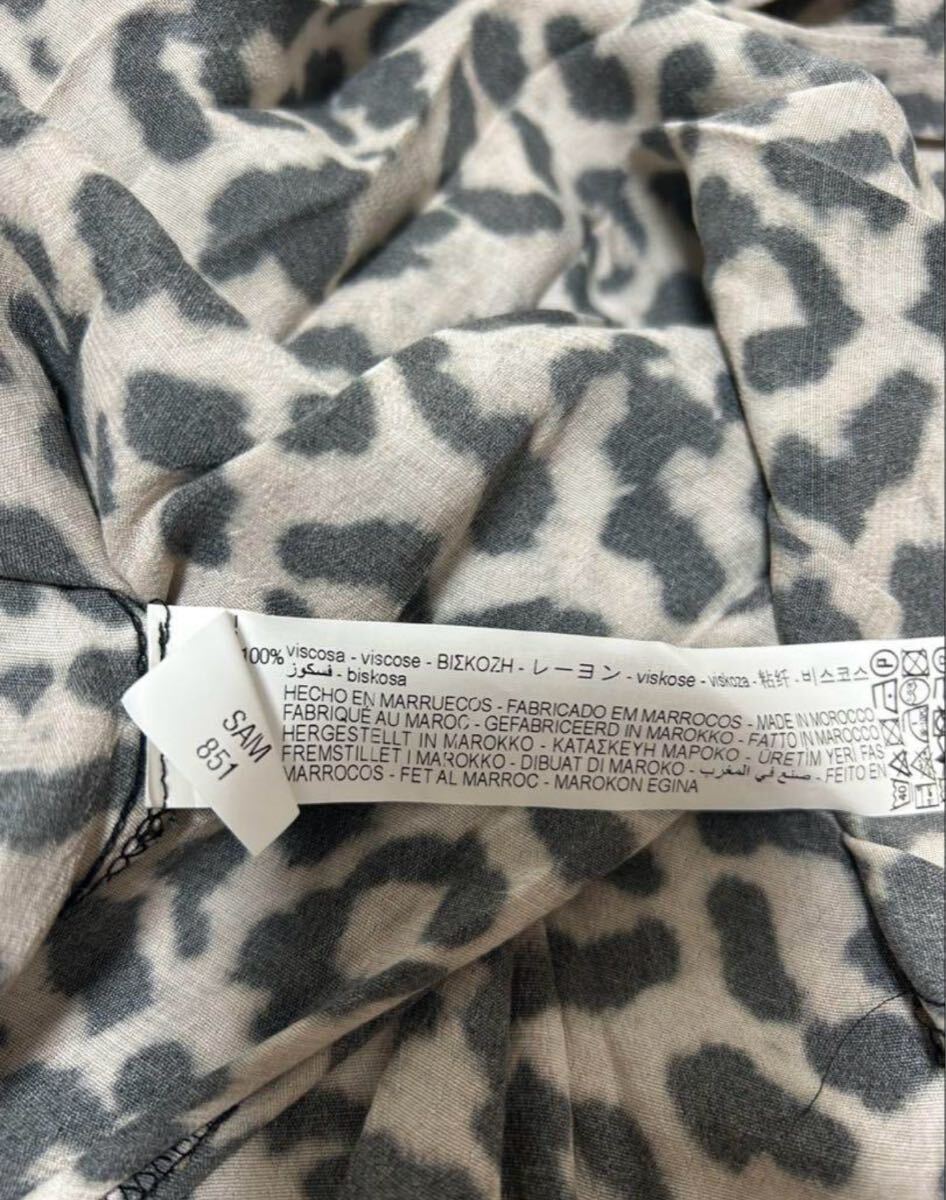 100% viscosa - viscose - ΒΙΣΚΟΖΗ - レーヨン - viskose - viskoza - 粘纤 - 비스코스
فسكوز - biskosa
HECHO EN MARRUECOS - FABRICADO EM MARROCOS - MADE IN MOROCCO
FABRIQUÉ AU MAROC - GEFABRICEERD IN MAROKKO - FATTO IN MAROCCO
HERGESTELLT IN MAROKKO - ΚΑΤΑΣΚΕΥΗ ΜΑΡΟΚΟ - ÜRETIM YERI FAS
FREMSTILLET I MAROKKO - DIBUAT DI MAROKO - صنع في المغرب - FEITO EN
MARROCOS - FET AL MARROC - MAROKON EGINA
SAM
851
40